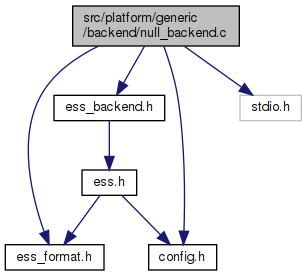 src/platform/generic
/backend/null_backend.c
ess_backend.h
stdio.h
ess.h
ess_format.h
config.h